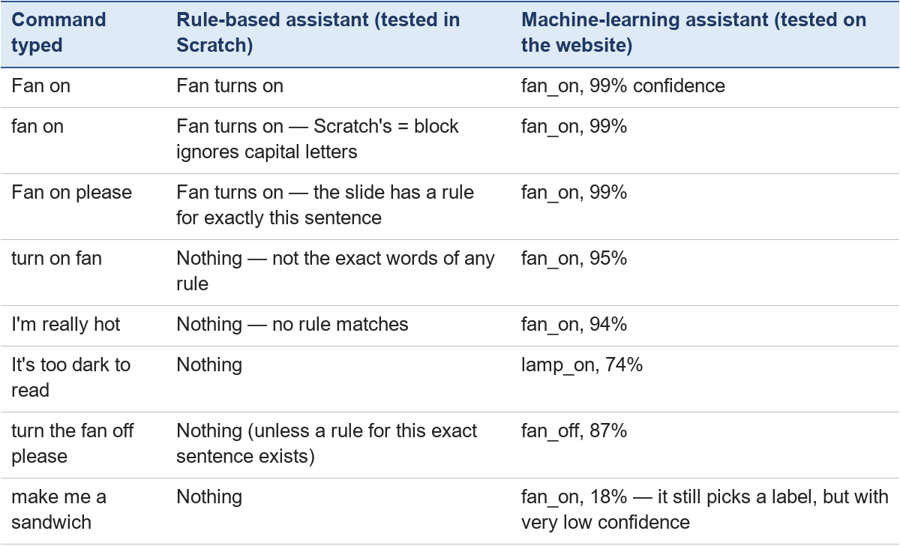 Command typed
Rule-based assistant (tested in Scratch)
Machine-learning assistant (tested on the website)
Fan on
Fan turns on
fan_on, 99% confidence
fan on
Fan turns on — Scratch's = block ignores capital letters
fan_on, 99%
Fan on please
Fan turns on — the slide has a rule for exactly this sentence
fan_on, 99%
turn on fan
Nothing — not the exact words of any rule
fan_on, 95%
I'm really hot
Nothing — no rule matches
fan_on, 94%
It's too dark to read
Nothing
lamp_on, 74%
turn the fan off please
Nothing (unless a rule for this exact sentence exists)
fan_off, 87%
make me a sandwich
Nothing
fan_on, 18% — it still picks a label, but with very low confidence